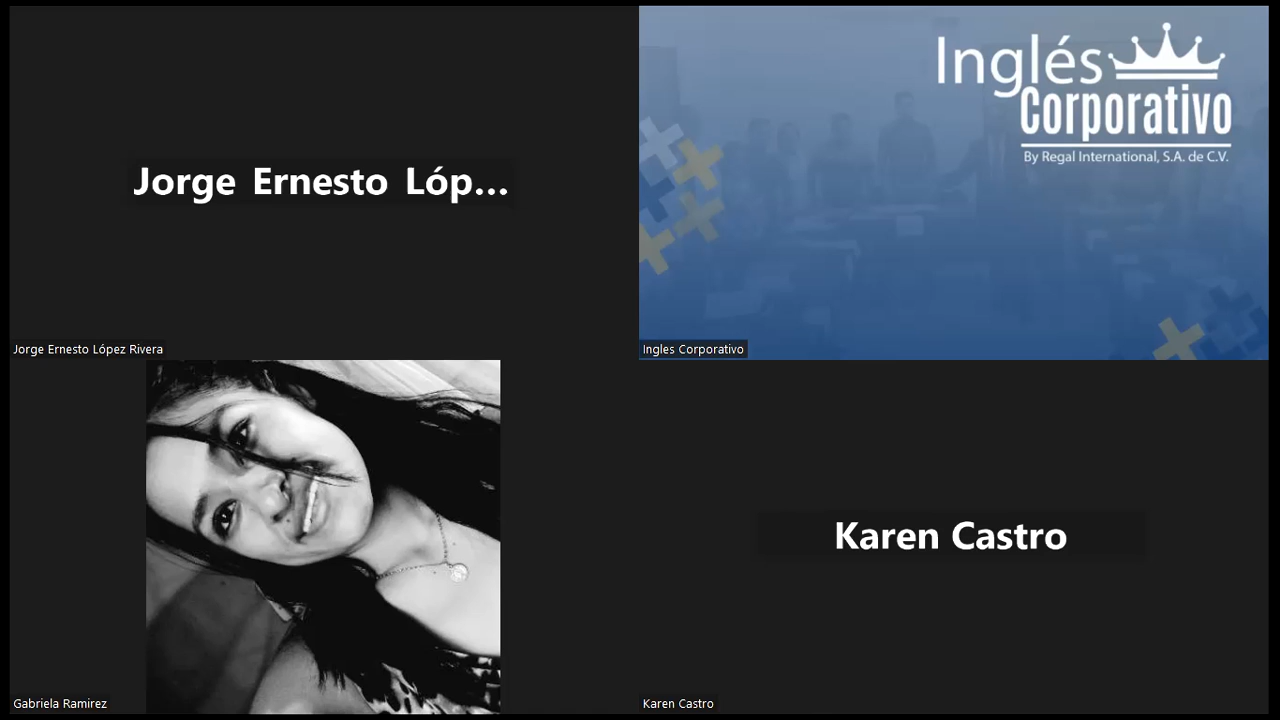 Jorge Ernesto Lóp...
Jorge Ernesto López Rivera
Inglés
Corporativo
By Regal International, S.A. de C.V.
Ingles Corporativo
Gabriela Ramirez
Karen Castro
Karen Castro